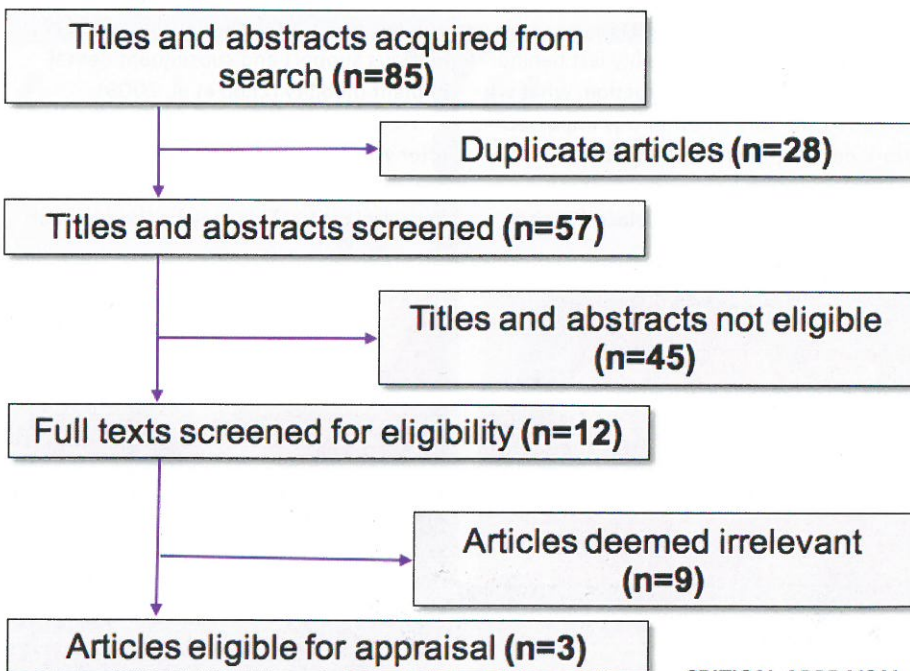 Titles and abstracts acquired from
search (n=85)
Duplicate articles (n=28)
Titles and abstracts screened (n=57)
Titles and abstracts not eligible
(n=45)
Full texts screened for eligibility (n=12)
Articles deemed irrelevant
(n=9)
Articles eligible for appraisal (n=3)